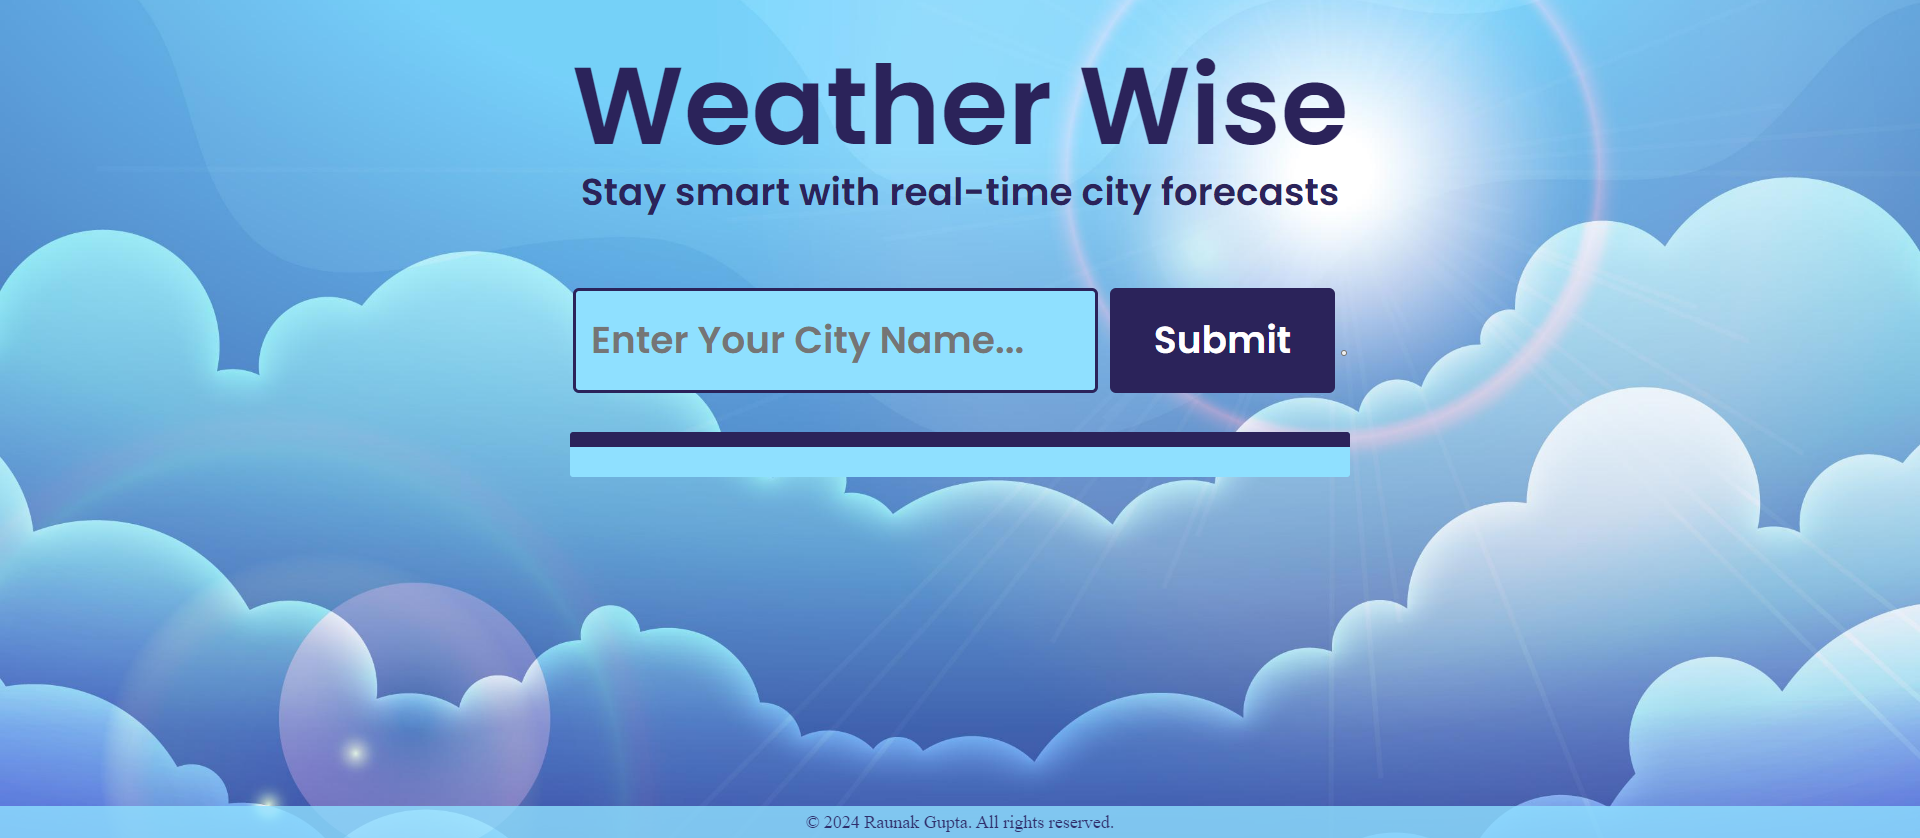 Weather Wise
Stay smart with real-time city forecasts
Enter Your City Name...
Submit
© 2024 Raunak Gupta. All rights reserved.